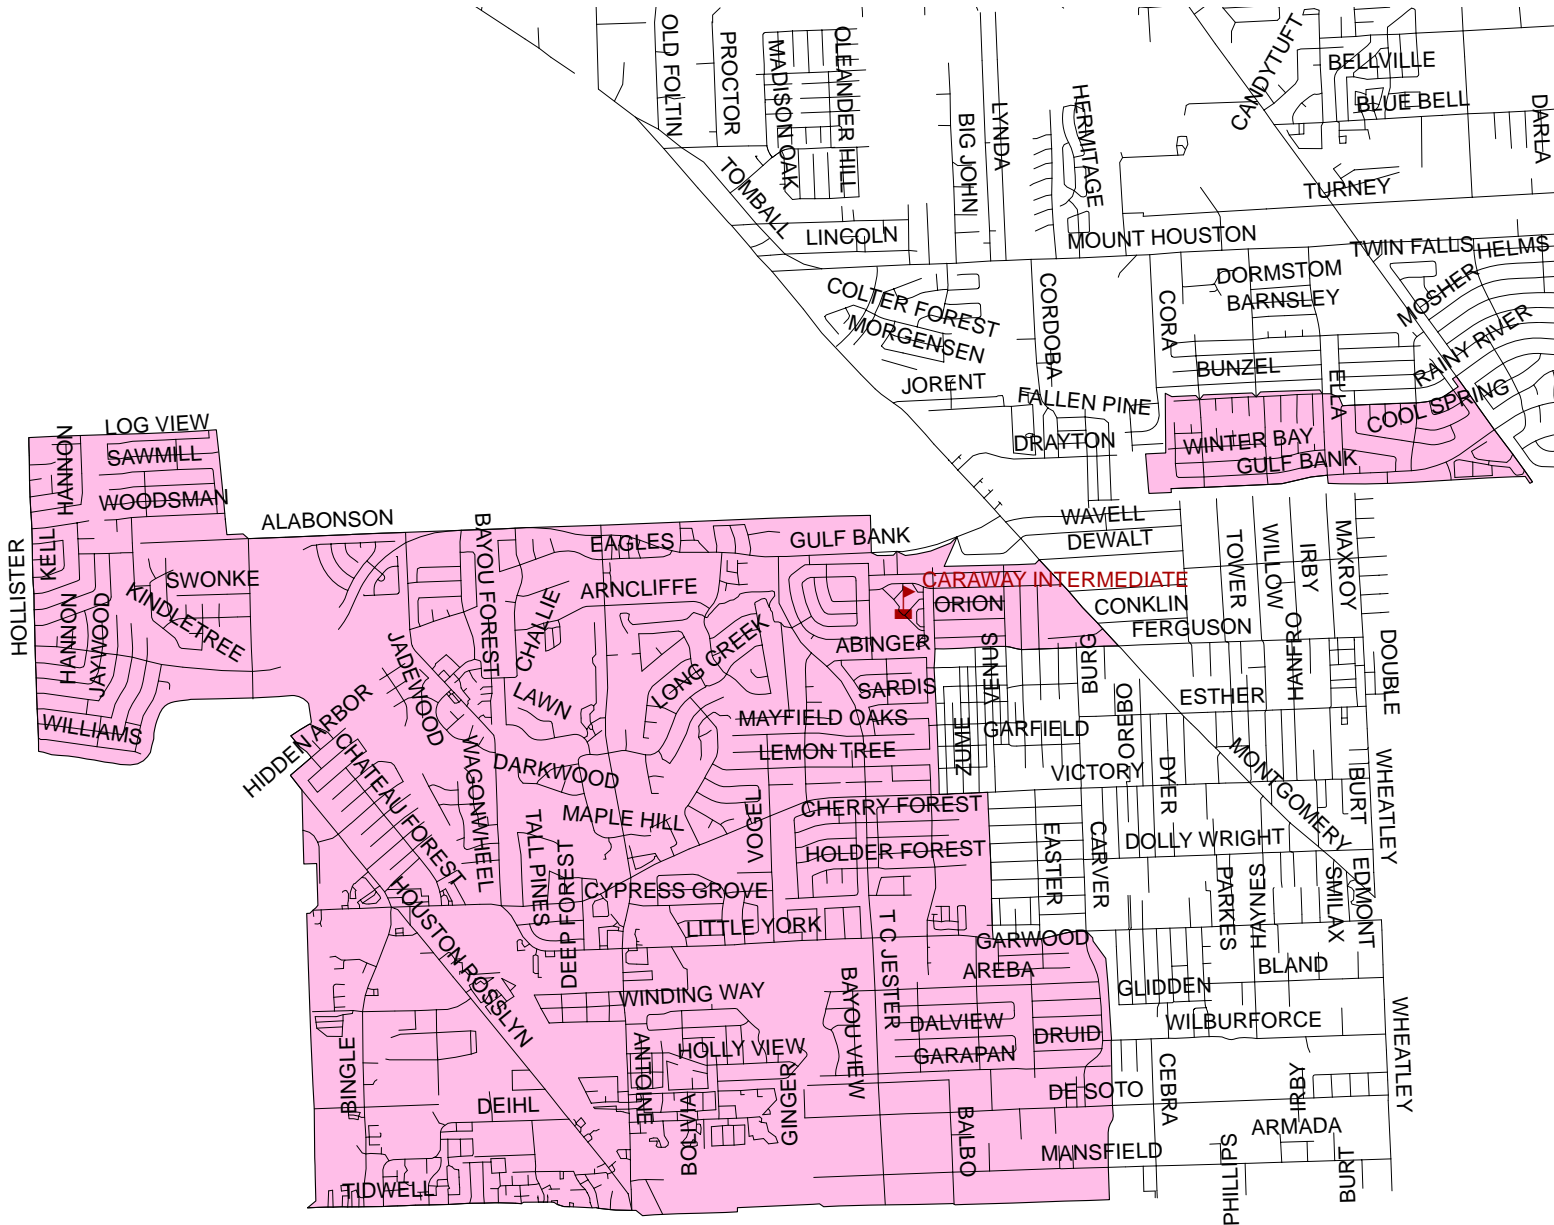 OLD FOLTIN
PROCTOR
MADISON OAK
OLEANDER HILL
BIG JOHN
LYNDA
HERMITAGE
CANDYTUFT
BELLVILLE
BLUE BELL
DARLA
TOMBALL
TURNEY
LINCOLN
MOUNT HOUSTON
TWIN FALLS
HELMS
COLTER FOREST
CORDOBA
CORA
DORMSTOM
BARNSLEY
MOSHER
MORGENSEN
RAINY RIVER
JORENT
BUNZEL
ELLA
FALLEN PINE
COOL SPRING
LOG VIEW
HANNON
SAWMILL
DRAYTON
WINTER BAY
GULF BANK
WOODSMAN
ALABONSON
BAYOU FOREST
EAGLES
GULF BANK
WAVELL
DEWALT
TOWER
WILLOW
IRBY
MAXROY
HOLLISTER
KELL
SWONKE
KINDLETREE
CHALLIE
ARNCLIFFE
CARAWAY INTERMEDIATE
ORION
CONKLIN
FERGUSON
HANNON
JAYWOOD
JADEWOOD
LONG CREEK
ABINGER
VENUS
BURG
HANFRO
DOUBLE
LAWN
SARDIS
ESTHER
WILLIAMS
HIDDEN ARBOR
MAYFIELD OAKS
GARFIELD
OREBO
CHATEAU FOREST
WAGONWHEEL
DARKWOOD
LEMON TREE
ZUME
VICTORY
DYER
MONTGOMERY
BURT
WHEATLEY
MAPLE HILL
VOGEL
CHERRY FOREST
TALL PINES
HOLDER FOREST
EASTER
CARVER
DOLLY WRIGHT
HOUSTON ROSSLYN
DEEP FOREST
CYPRESS GROVE
PARKES
HAYNES
SMILAX
EDMONT
LITTLE YORK
T C JESTER
GARWOOD
AREBA
BLAND
WINDING WAY
BAYOU VIEW
GLIDDEN
DALVIEW
DRUID
WILBURFORCE
WHEATLEY
BINGLE
ANTOINE
HOLLY VIEW
GARAPAN
DEIHL
BOLIVIA
GINGER
BALBO
DE SOTO
CEBRA
IRBY
ARMADA
MANSFIELD
PHILLIPS
BURT
TIDWELL